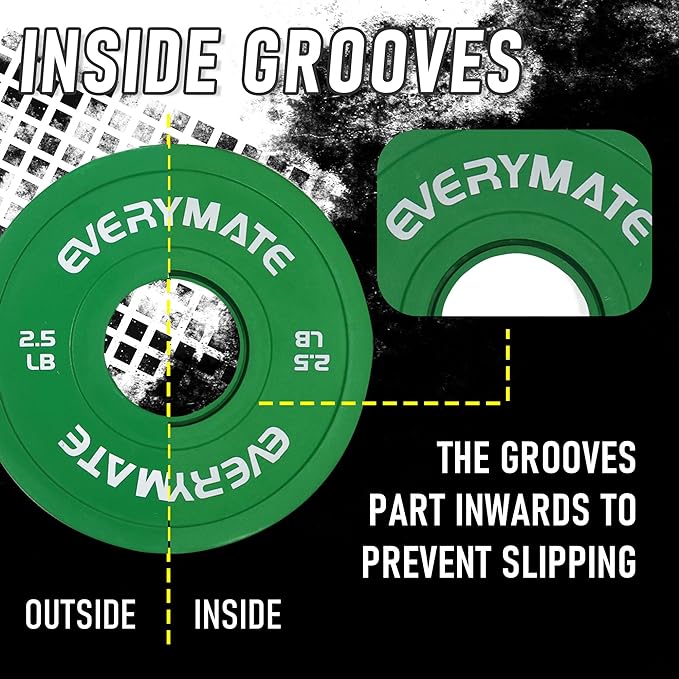 INSIDE GROOVES
EVERYMATE
EVERYMATE
2.5
LB
2.5
LB
EVERYMATE
THE GROOVES
PART INWARDS TO
PREVENT SLIPPING
OUTSIDE
INSIDE